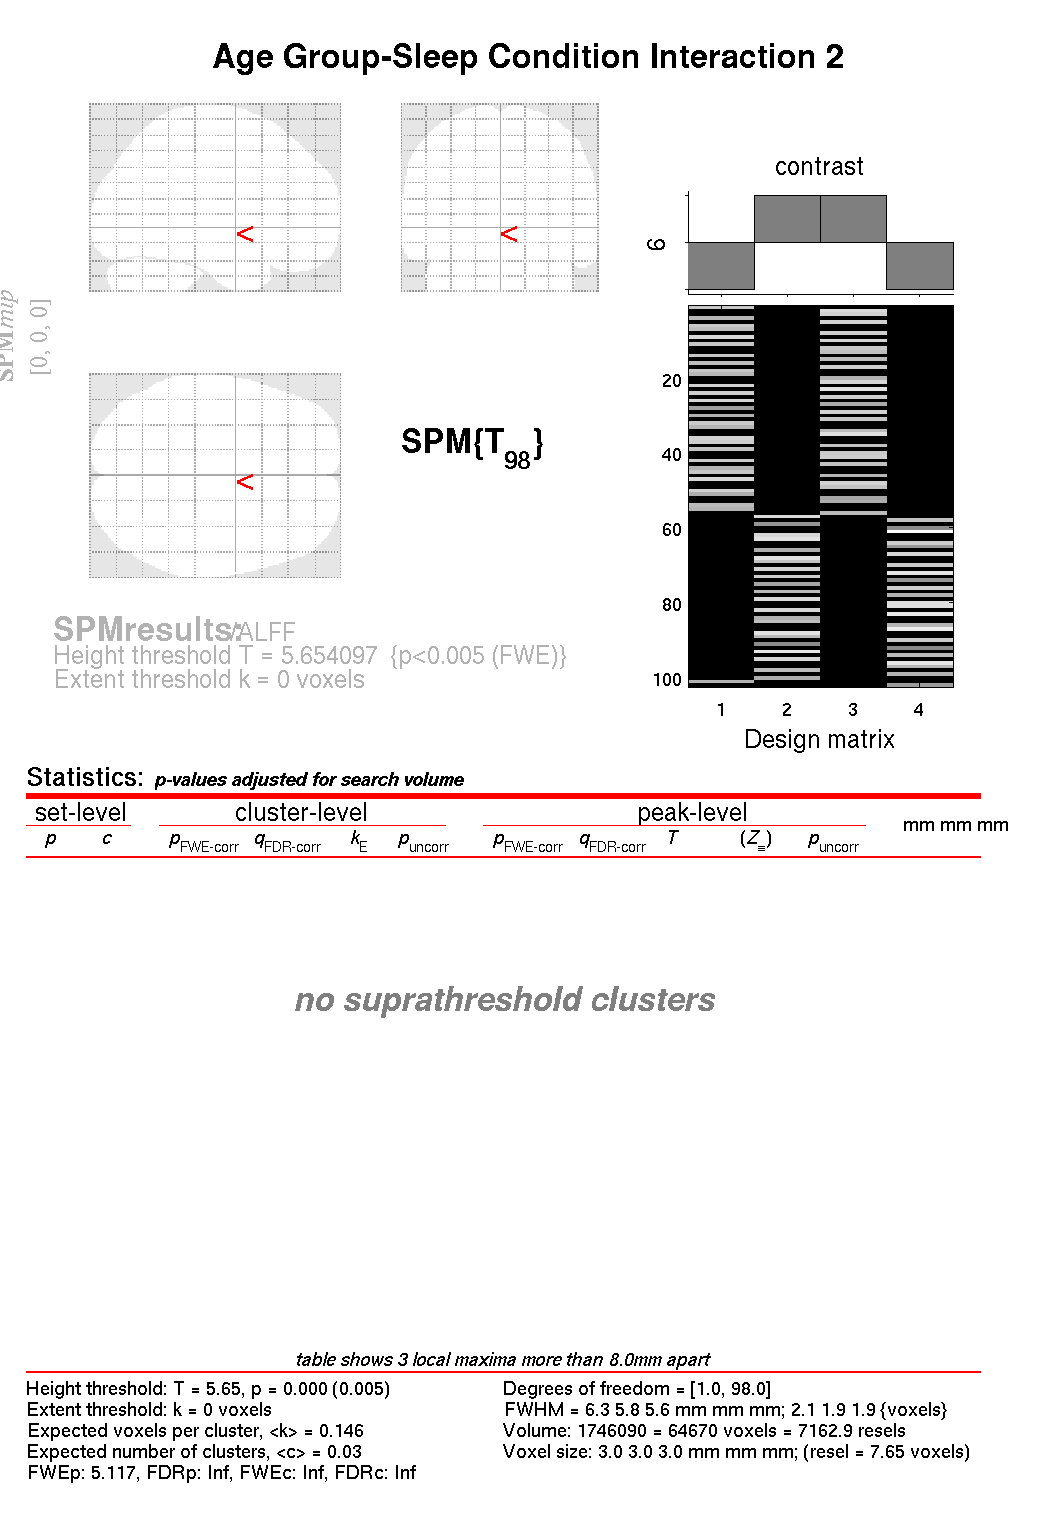 Age Group-Sleep Condition Interaction 2
contrast
6
<
<
<
SPMmip
[0, 0, 0]
SPM{T98}
20
40
60
80
100
1 2 3 4
Design matrix
SPMresults: ./ALFF
Height threshold T = 5.654097 {p<0.005 (FWE)}
Extent threshold k = 0 voxels
Statistics: p-values adjusted for search volume
set-level cluster-level peak-level mm mm mm
p c pFWE-corr qFDR-corr kE puncorr pFWE-corr qFDR-corr T (Z≡) puncorr
no suprathreshold clusters
table shows 3 local maxima more than 8.0mm apart
Height threshold: T = 5.65, p = 0.000 (0.005)
Extent threshold: k = 0 voxels
Expected voxels per cluster, <k> = 0.146
Expected number of clusters, <c> = 0.03
FWEp: 5.117, FDRp: Inf, FWEc: Inf, FDRc: Inf
Degrees of freedom = [1.0, 98.0]
FWHM = 6.3 5.8 5.6 mm mm mm; 2.1 1.9 1.9 {voxels}
Volume: 1746090 = 64670 voxels = 7162.9 resels
Voxel size: 3.0 3.0 3.0 mm mm mm; (resel = 7.65 voxels)